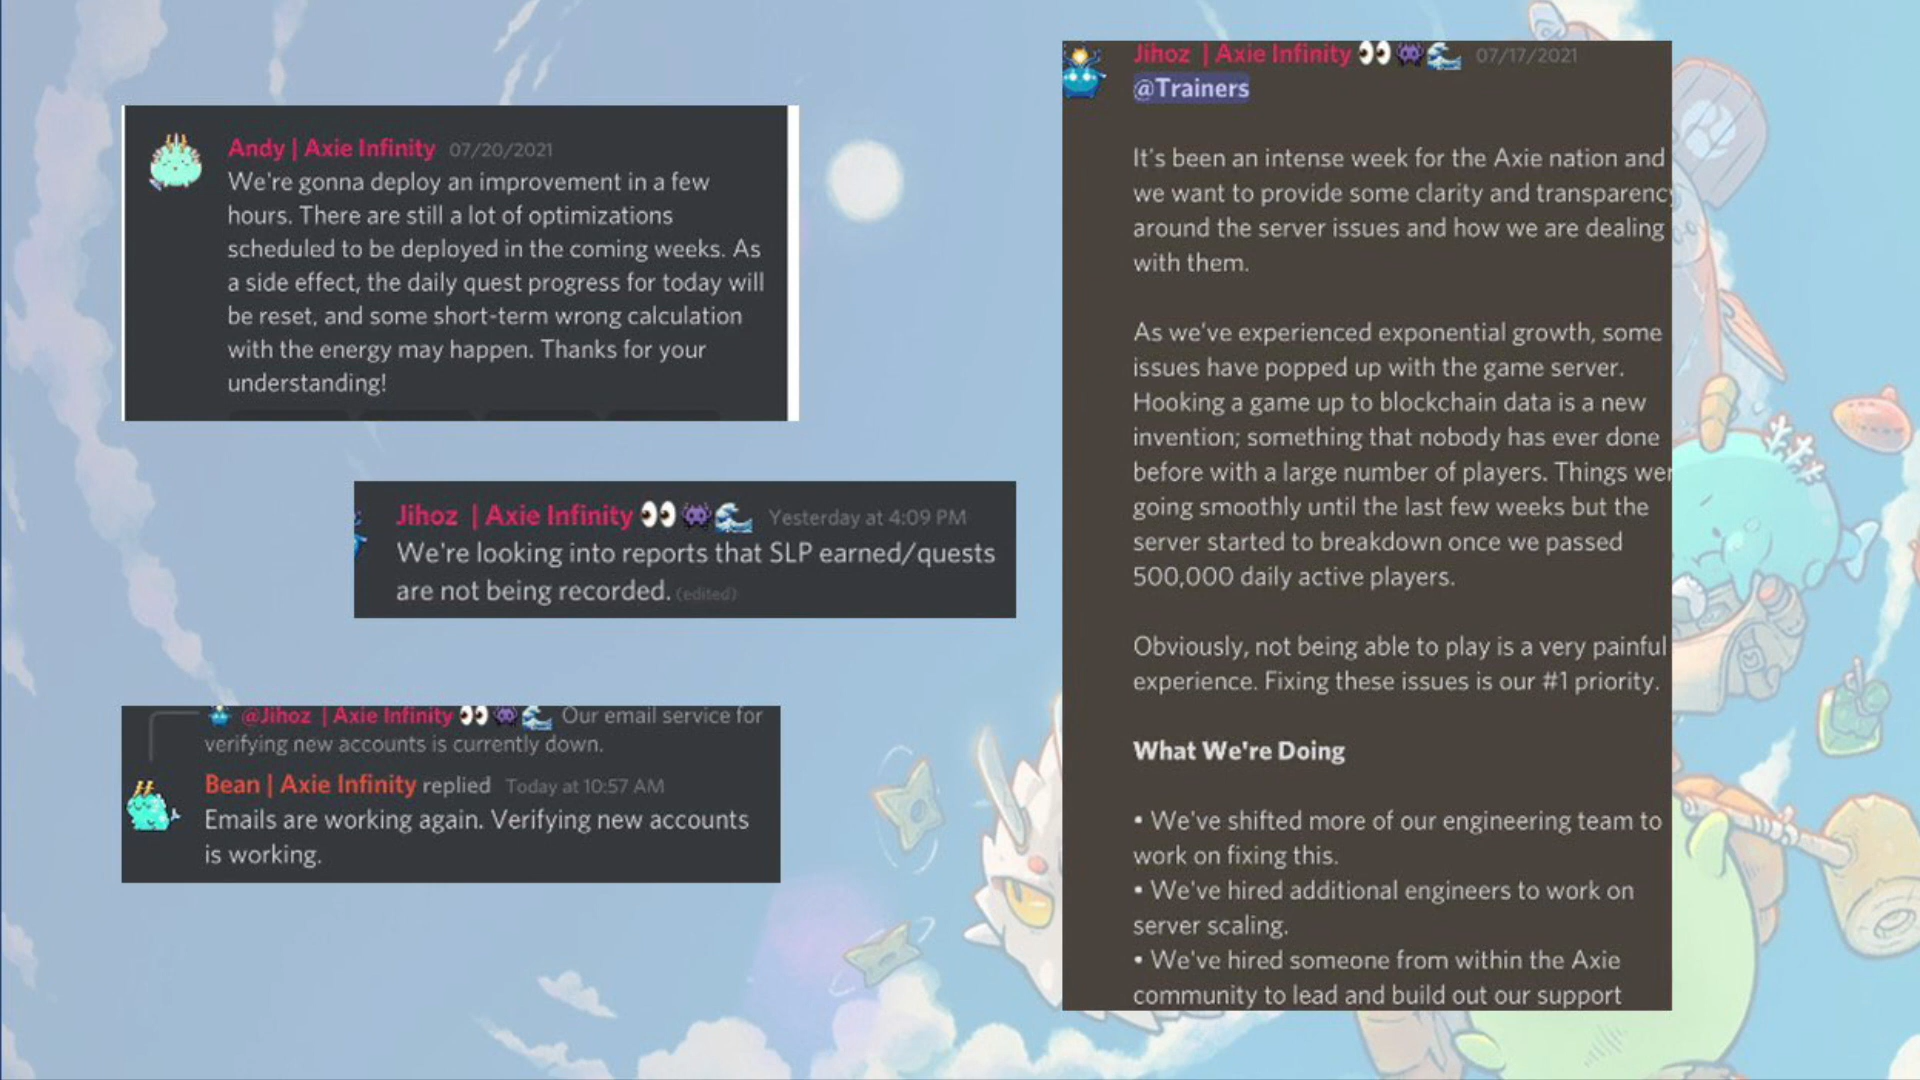 Andy | Axie Infinity 07/20/2021
We're gonna deploy an improvement in a few
hours. There are still a lot of optimizations
scheduled to be deployed in the coming weeks. As
a side effect, the daily quest progress for today will
be reset, and some short-term wrong calculation
with the energy may happen. Thanks for your
understanding!
Jihoz | Axie Infinity Yesterday at 4:09 PM
We're looking into reports that SLP earned/quests
are not being recorded. (edited)
@Jihoz | Axie Infinity Our email service for
verifying new accounts is currently down.
Bean | Axie Infinity replied Today at 10:57 AM
Emails are working again. Verifying new accounts
is working.
Jihoz | Axie Infinity 07/17/2021
@Trainers
It's been an intense week for the Axie nation and
we want to provide some clarity and transparency
around the server issues and how we are dealing
with them.
As we've experienced exponential growth, some
issues have popped up with the game server.
Hooking a game up to blockchain data is a new
invention; something that nobody has ever done
before with a large number of players. Things wer
going smoothly until the last few weeks but the
server started to breakdown once we passed
500,000 daily active players.
Obviously, not being able to play is a very painful
experience. Fixing these issues is our #1 priority.
What We're Doing
• We've shifted more of our engineering team to
work on fixing this.
• We've hired additional engineers to work on
server scaling.
• We've hired someone from within the Axie
community to lead and build out our support